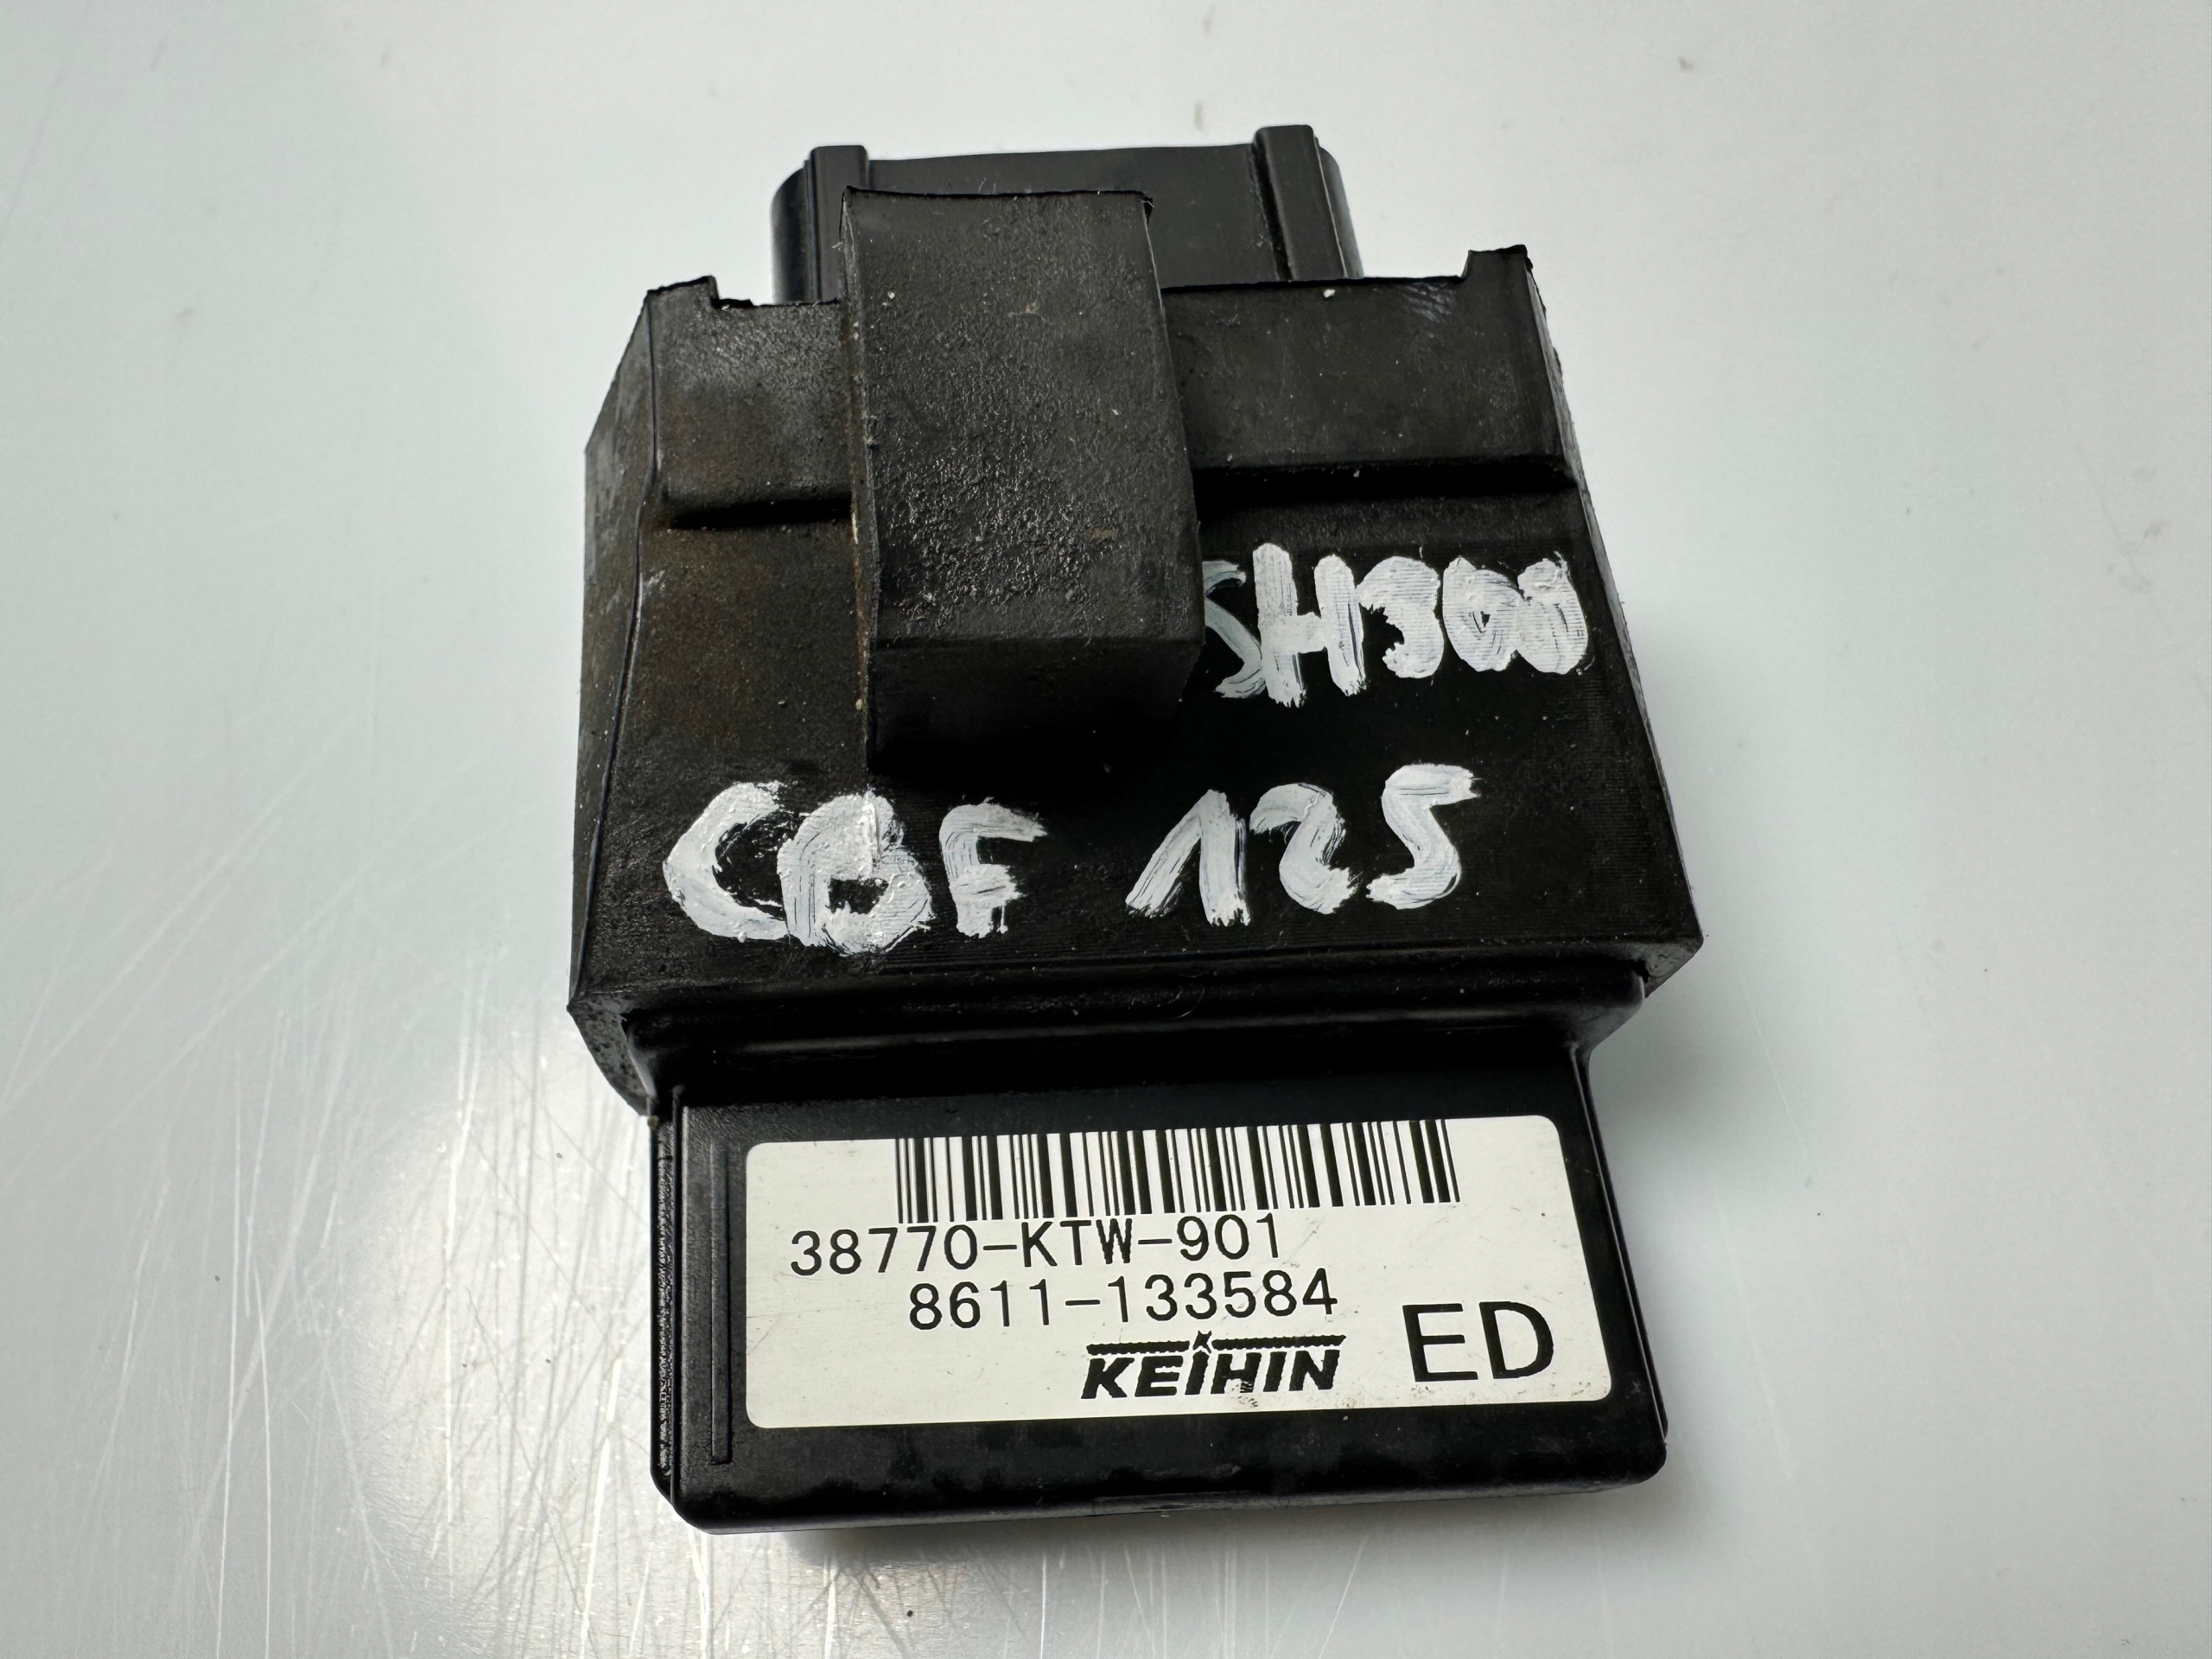 SH300
CBF 125
38770-KTW-901
8611-133584
KEIHIN
ED